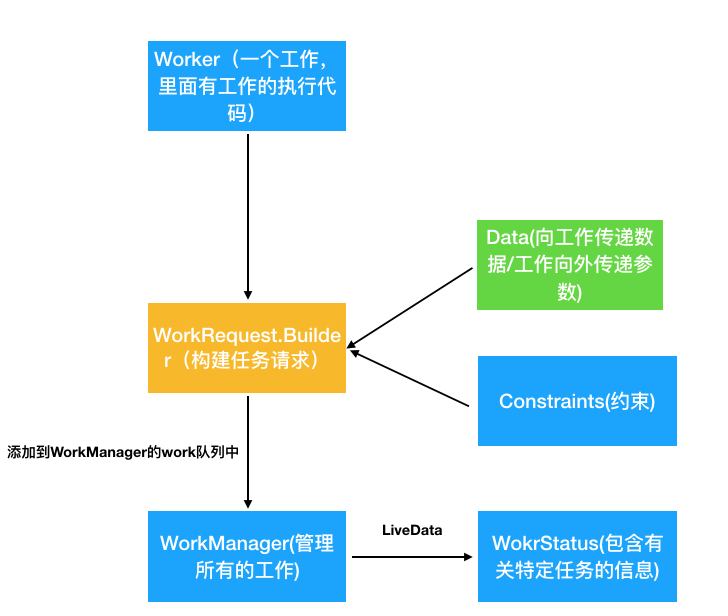 Worker（一个工作，
里面有工作的执行代
码）
Data(向工作传递数
据/工作向外传递参
数)
WorkRequest.Builde
r（构建任务请求）
Constraints(约束)
添加到WorkManager的work队列中
WorkManager(管理
所有的工作)
LiveData
WokrStatus(包含有
关特定任务的信息)